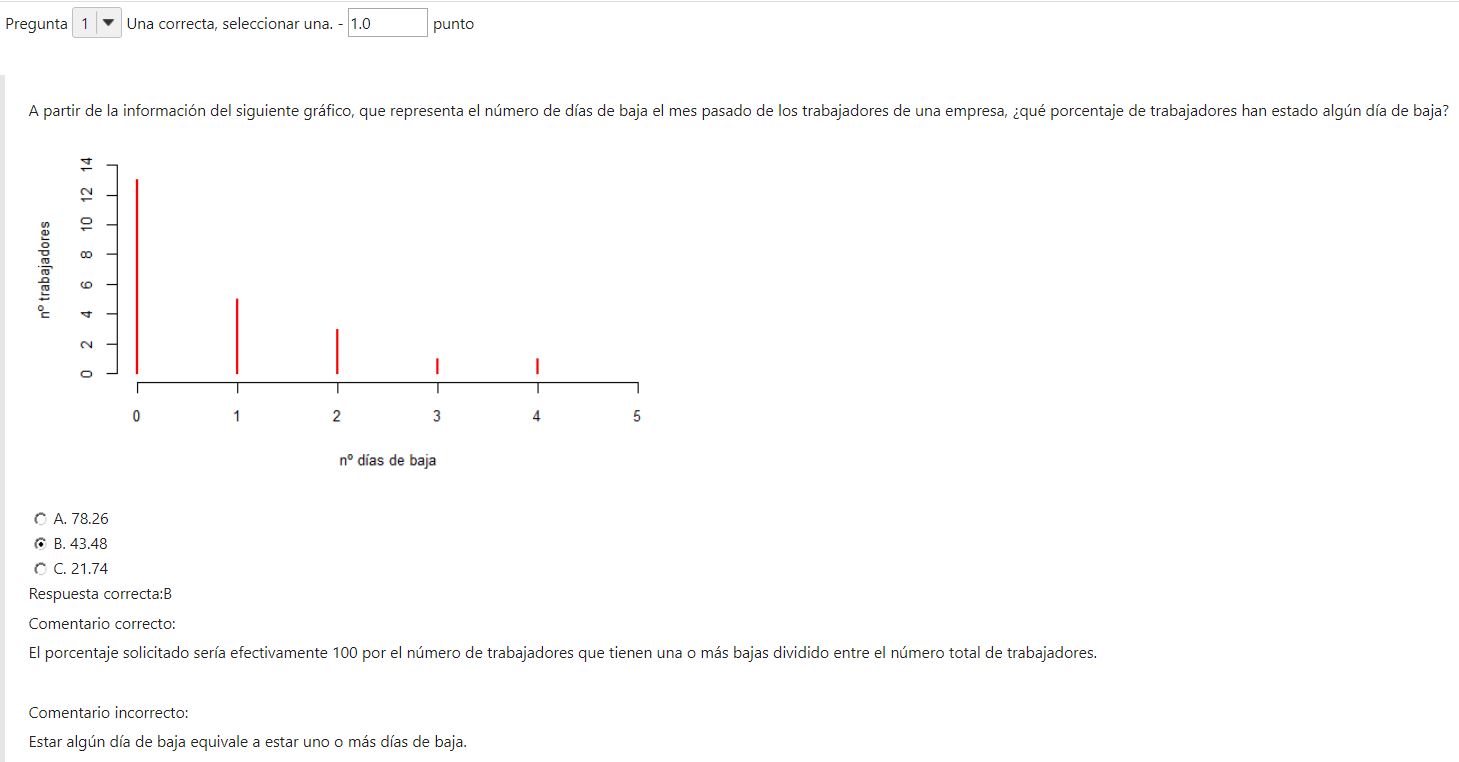 Pregunta 1 Una correcta, seleccionar una. - 1.0 punto
A partir de la información del siguiente gráfico, que representa el número de días de baja el mes pasado de los trabajadores de una empresa, ¿qué porcentaje de trabajadores han estado algún día de baja?
nº trabajadores
14
12
10
8
6
4
2
0
0 1 2 3 4 5
nº días de baja
A. 78.26
B. 43.48
C. 21.74
Respuesta correcta:B
Comentario correcto:
El porcentaje solicitado sería efectivamente 100 por el número de trabajadores que tienen una o más bajas dividido entre el número total de trabajadores.
Comentario incorrecto:
Estar algún día de baja equivale a estar uno o más días de baja.